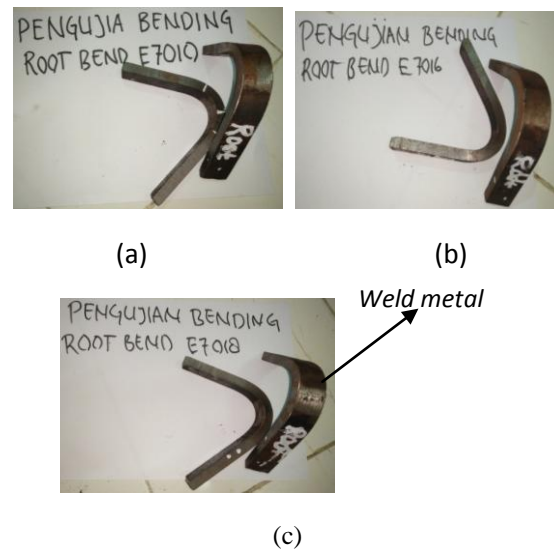 PENGUJIA BENDING
ROOT BEND E7010
Root
PENGUJIAN BENDING
ROOT BEND E7016
Root
(a)
(b)
Weld metal
PENGUJIAN BENDING
ROOT BEND E7018
ROOT
(c)